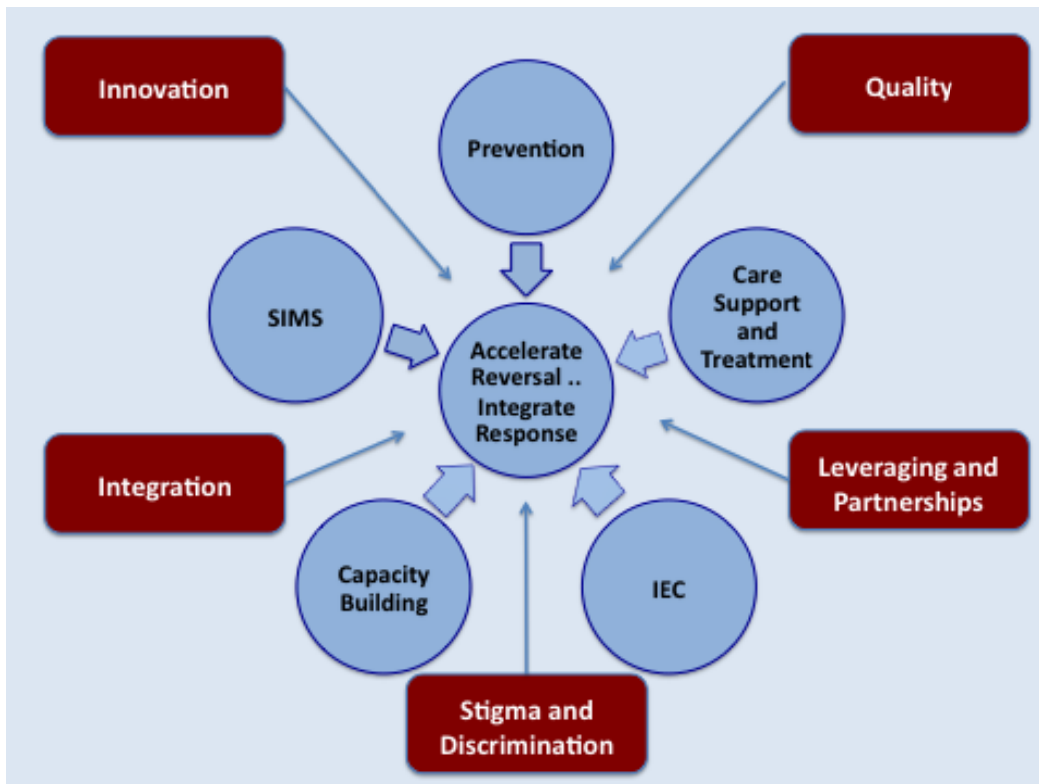 Innovation
Quality
Prevention
SIMS
Care
Support
and
Treatment
Accelerate
Reversal ..
Integrate
Response
Integration
Leveraging and
Partnerships
Capacity
Building
IEC
Stigma and
Discrimination